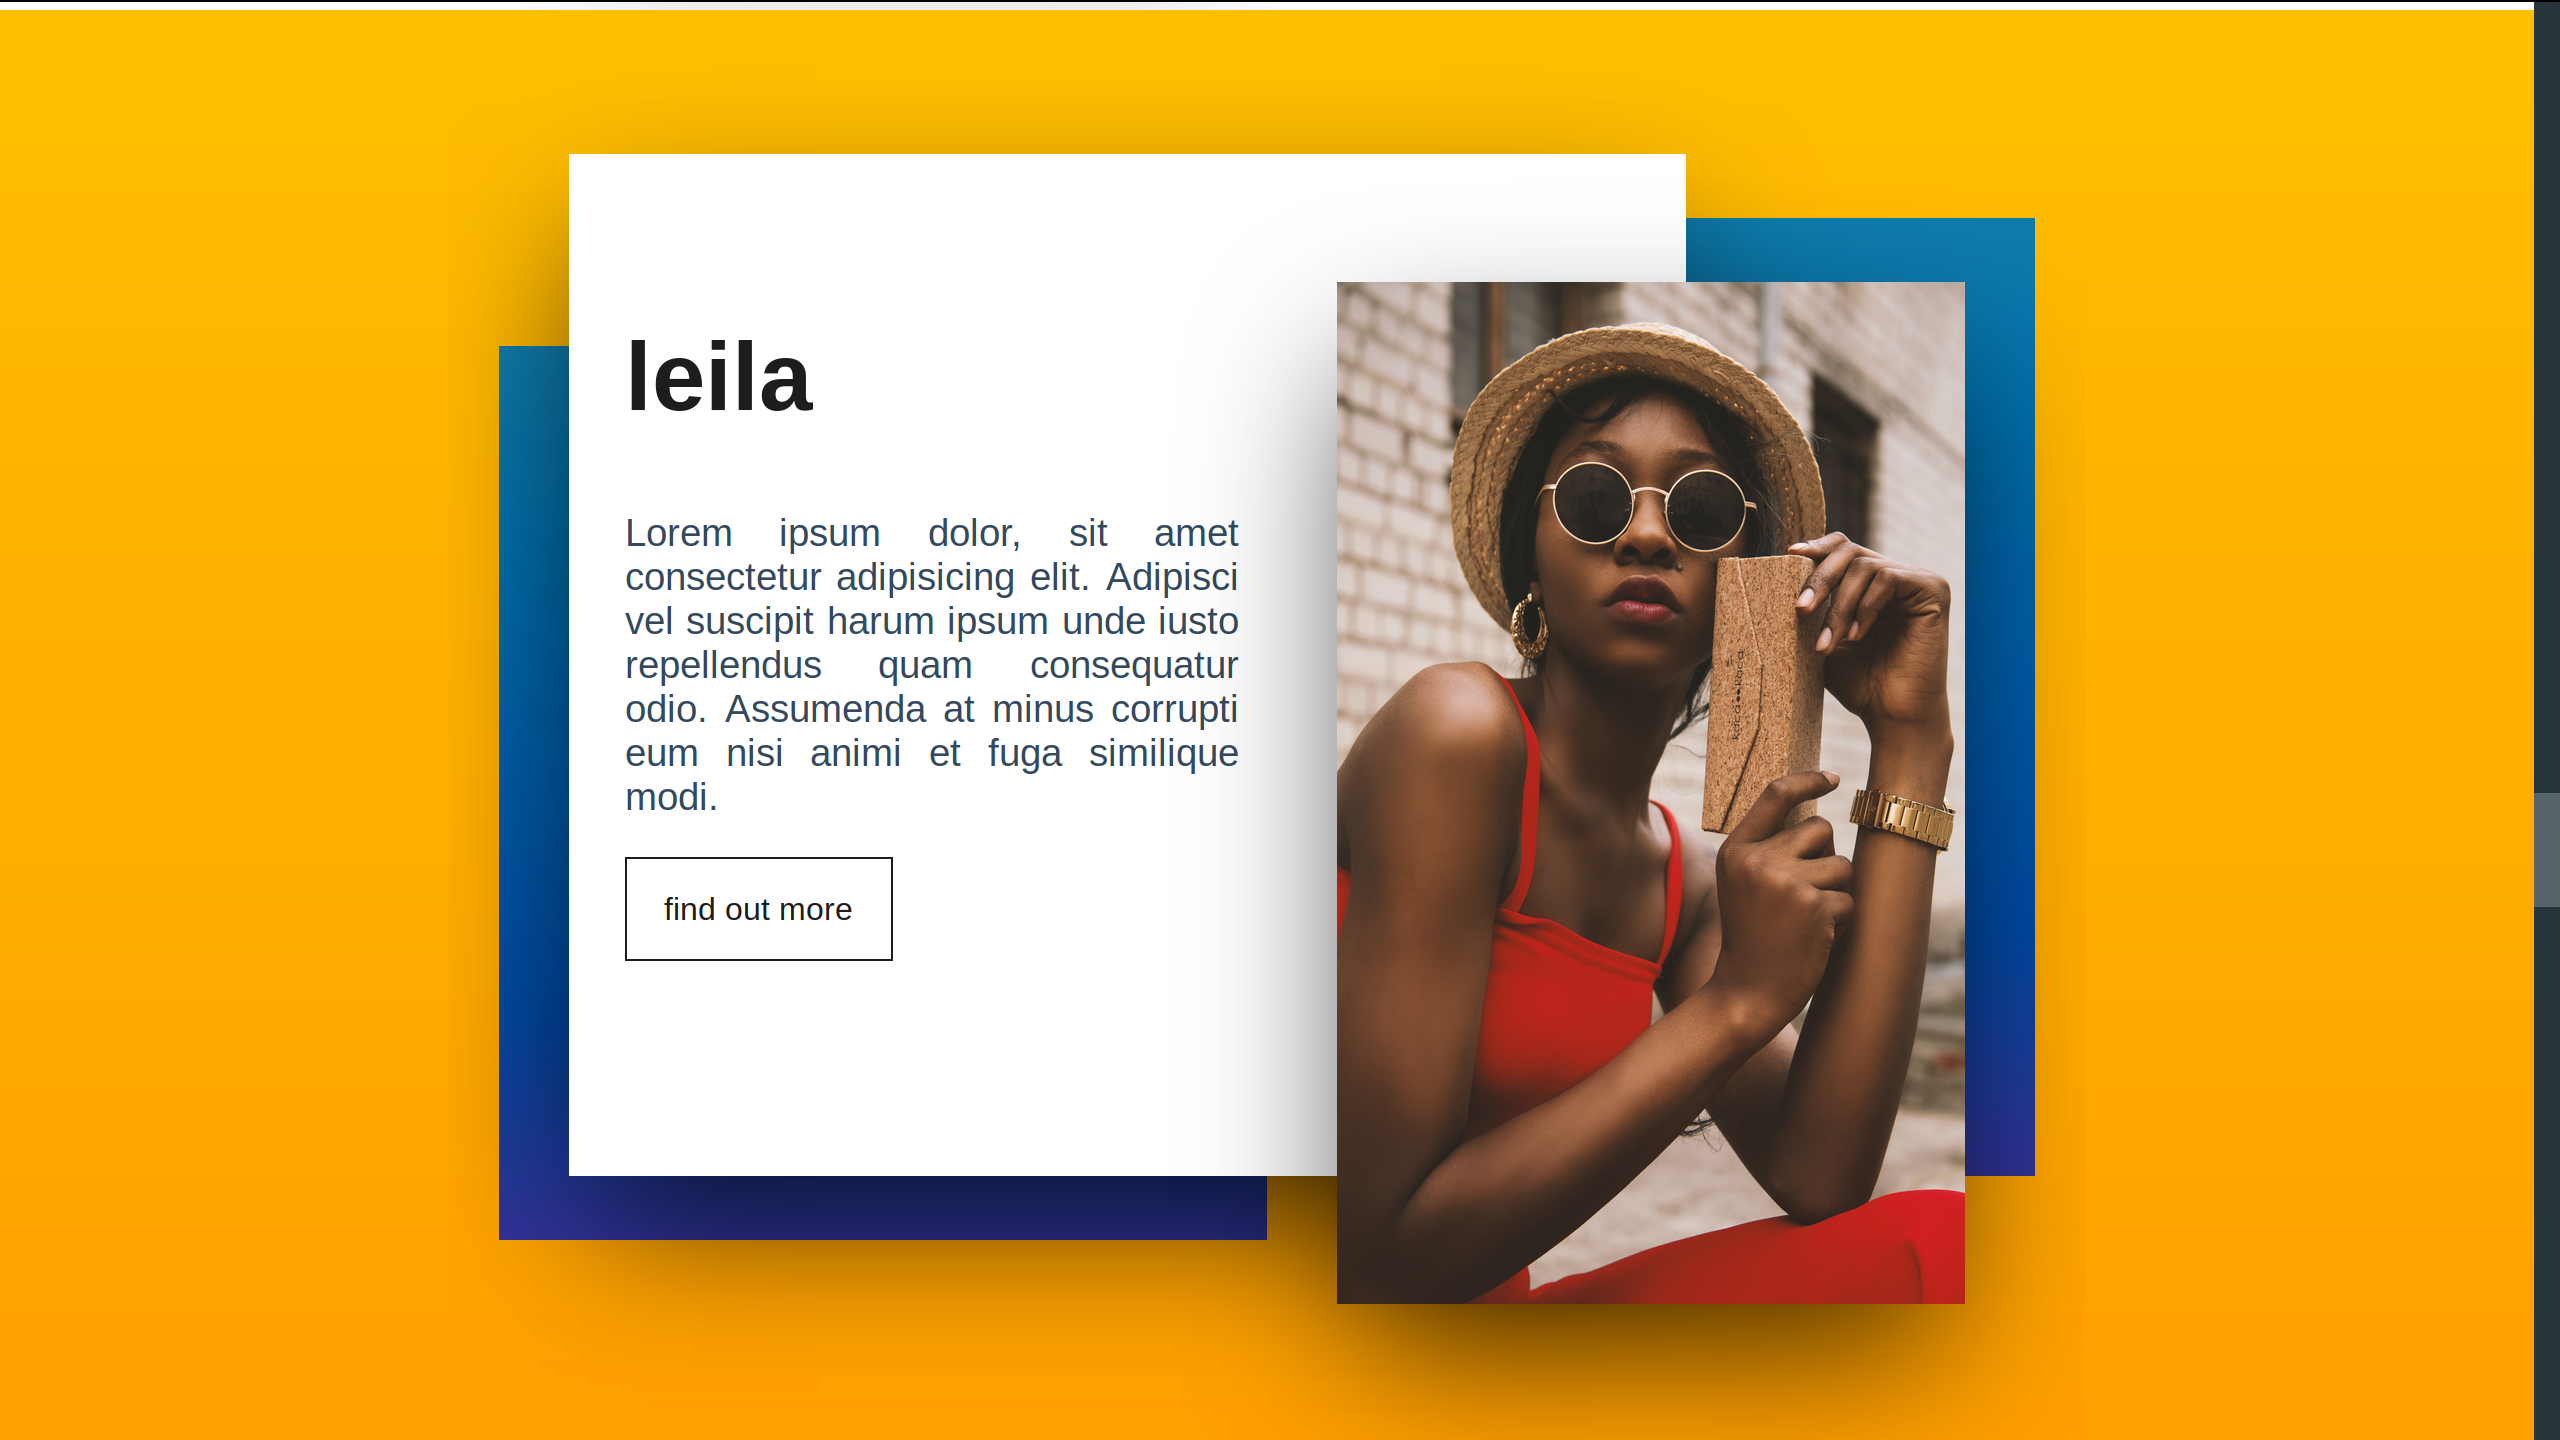 leila
Lorem ipsum dolor, sit amet
consectetur adipisicing elit. Adipisci
vel suscipit harum ipsum unde iusto
repellendus quam consequatur
odio. Assumenda at minus corrupti
eum nisi animi et fuga similique
modi.
find out more